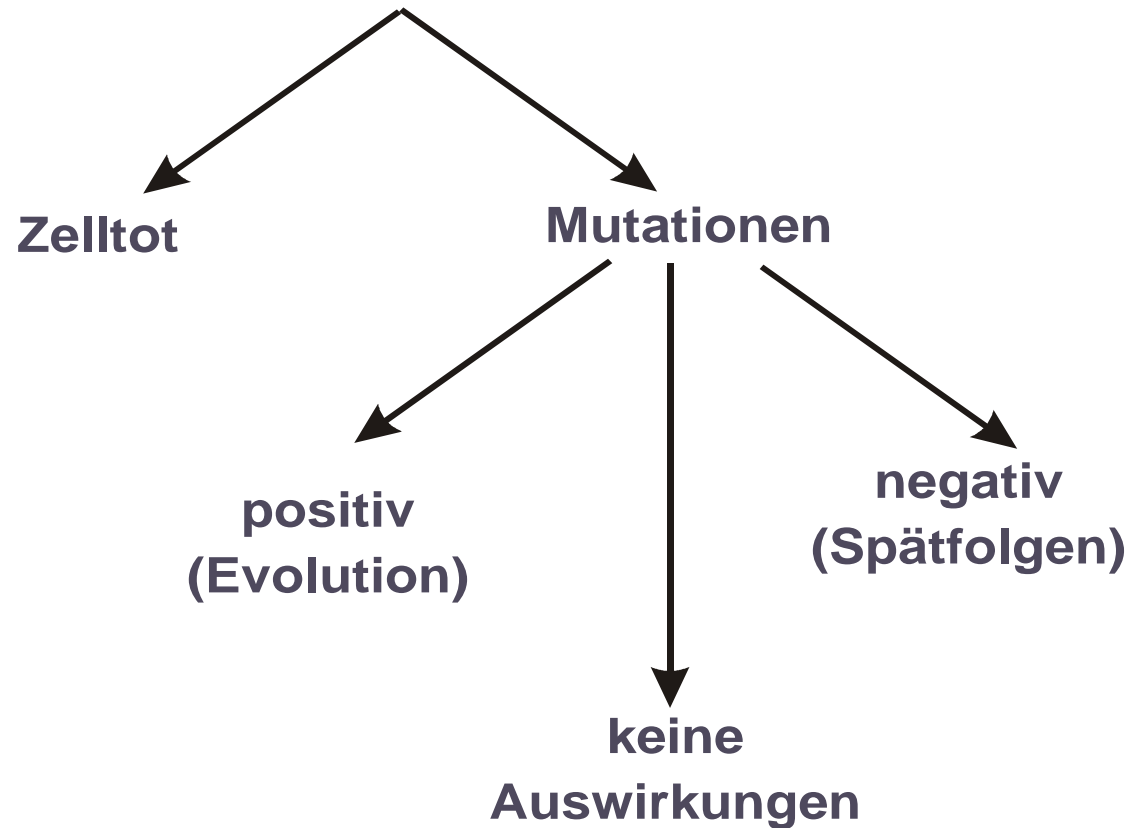 Zelltot
Mutationen
positiv
(Evolution)
negativ
(Spätfolgen)
keine
Auswirkungen